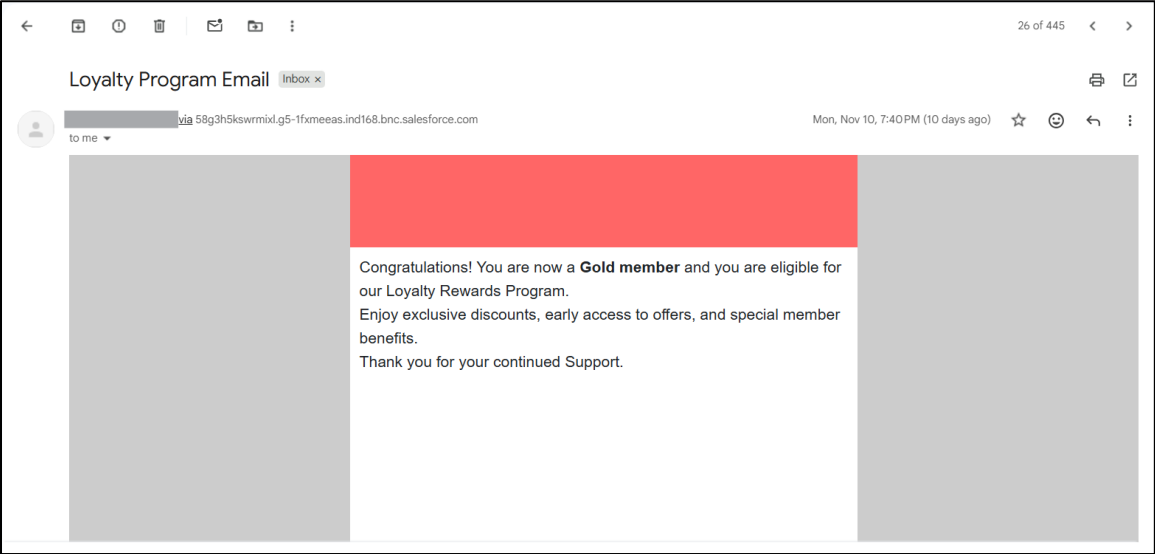 26 of 445
Loyalty Program Email Inbox ×
via 58g3h5kswrmixl.g5-1fxmeeas.ind168.bnc.salesforce.com Mon, Nov 10, 7:40 PM (10 days ago)
to me
Congratulations! You are now a Gold member and you are eligible for
our Loyalty Rewards Program.
Enjoy exclusive discounts, early access to offers, and special member
benefits.
Thank you for your continued Support.